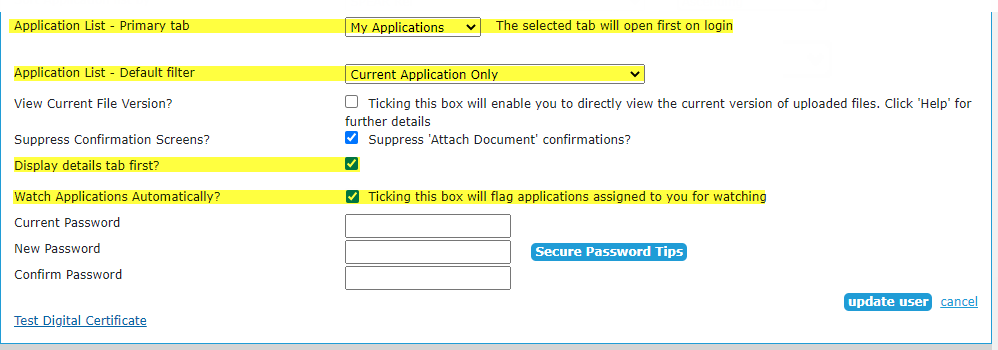 Application List - Primary tab My Applications The selected tab will open first on login
Application List - Default filter Current Application Only
View Current File Version? Ticking this box will enable you to directly view the current version of uploaded files. Click 'Help' for
further details
Suppress Confirmation Screens? Suppress 'Attach Document' confirmations?
Display details tab first?
Watch Applications Automatically? Ticking this box will flag applications assigned to you for watching
Current Password
New Password Secure Password Tips
Confirm Password
update user cancel
Test Digital Certificate